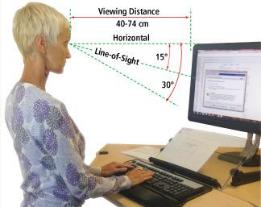 Viewing Distance
40-74 cm
Horizontal
Line-of-Sight
15°
30°